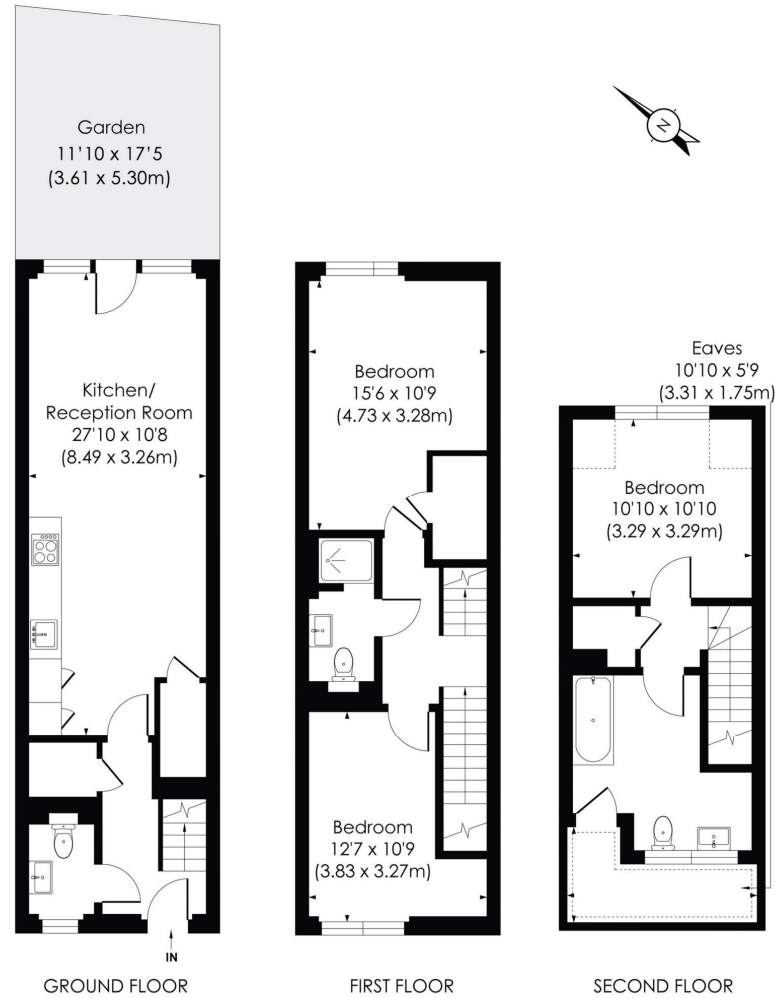 Garden
11'10 x 17'5
(3.61 x 5.30m)
N
Kitchen/
Reception Room
27'10 x 10'8
(8.49 x 3.26m)
IN
GROUND FLOOR
Bedroom
15'6 x 10'9
(4.73 x 3.28m)
Bedroom
12'7 x 10'9
(3.83 x 3.27m)
FIRST FLOOR
Eaves
10'10 x 5'9
(3.31 x 1.75m)
Bedroom
10'10 x 10'10
(3.29 x 3.29m)
SECOND FLOOR